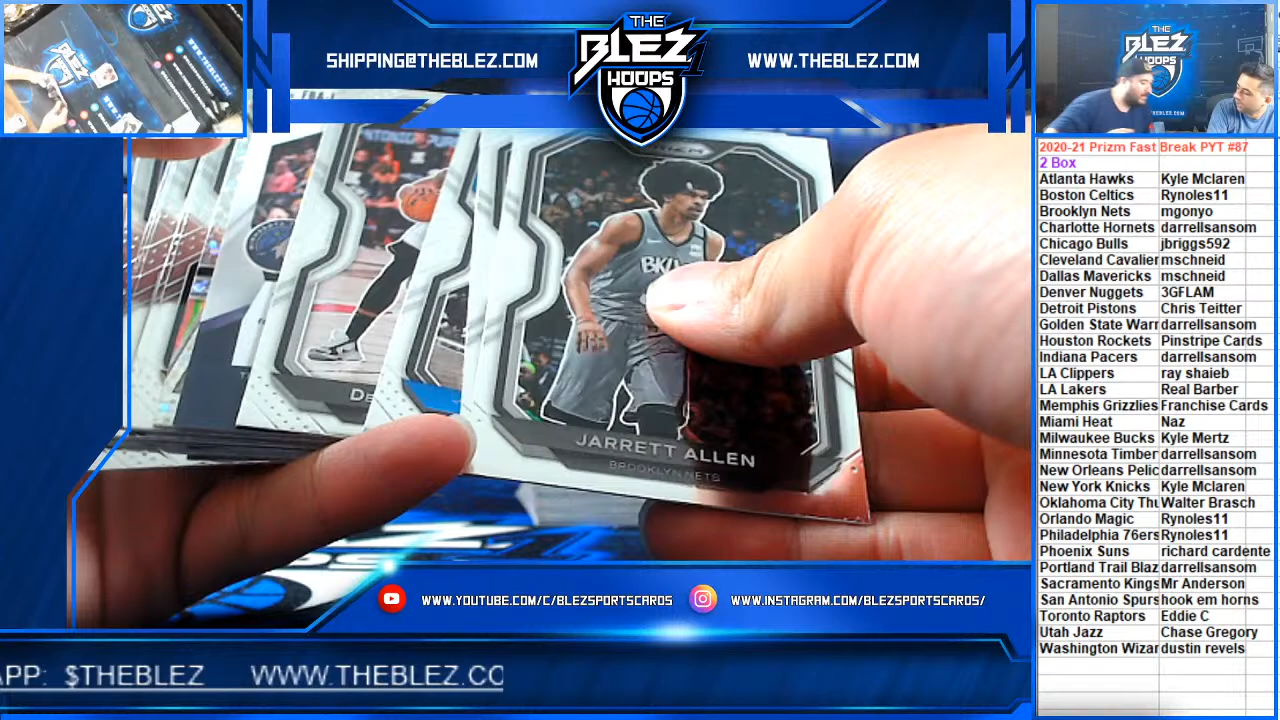 THE
BLEZ
1
HOOPS
SHIPPING@THEBLEZ.COM
WWW.THEBLEZ.COM
BKLYN
JARRETT ALLEN
BROOKLYN NETS
DE
2020-21 Prizm Fast Break PYT #87
2 Box
Atlanta Hawks Kyle Mclaren
Boston Celtics Rynoles11
Brooklyn Nets mgonyo
Charlotte Hornets darrellsansom
Chicago Bulls jbriggs592
Cleveland Cavalier mschneid
Dallas Mavericks mschneid
Denver Nuggets 3GFLAM
Detroit Pistons Chris Teitter
Golden State Warr darrellsansom
Houston Rockets Pinstripe Cards
Indiana Pacers darrellsansom
LA Clippers ray shaieb
LA Lakers Real Barber
Memphis Grizzlies Franchise Cards
Miami Heat Naz
Milwaukee Bucks Kyle Mertz
Minnesota Timber darrellsansom
New Orleans Pelic darrellsansom
New York Knicks Kyle Mclaren
Oklahoma City Thu Walter Brasch
Orlando Magic Rynoles11
Philadelphia 76ers Rynoles11
Phoenix Suns richard cardente
Portland Trail Blaz darrellsansom
Sacramento Kings Mr Anderson
San Antonio Spurs hook em horns
Toronto Raptors Eddie C
Utah Jazz Chase Gregory
Washington Wizar dustin revels
WWW.YOUTUBE.COM/C/BLEZSPORTSCARDS
WWW.INSTAGRAM.COM/BLEZSPORTSCARDS/
APP: $THEBLEZ WWW.THEBLEZ.CO